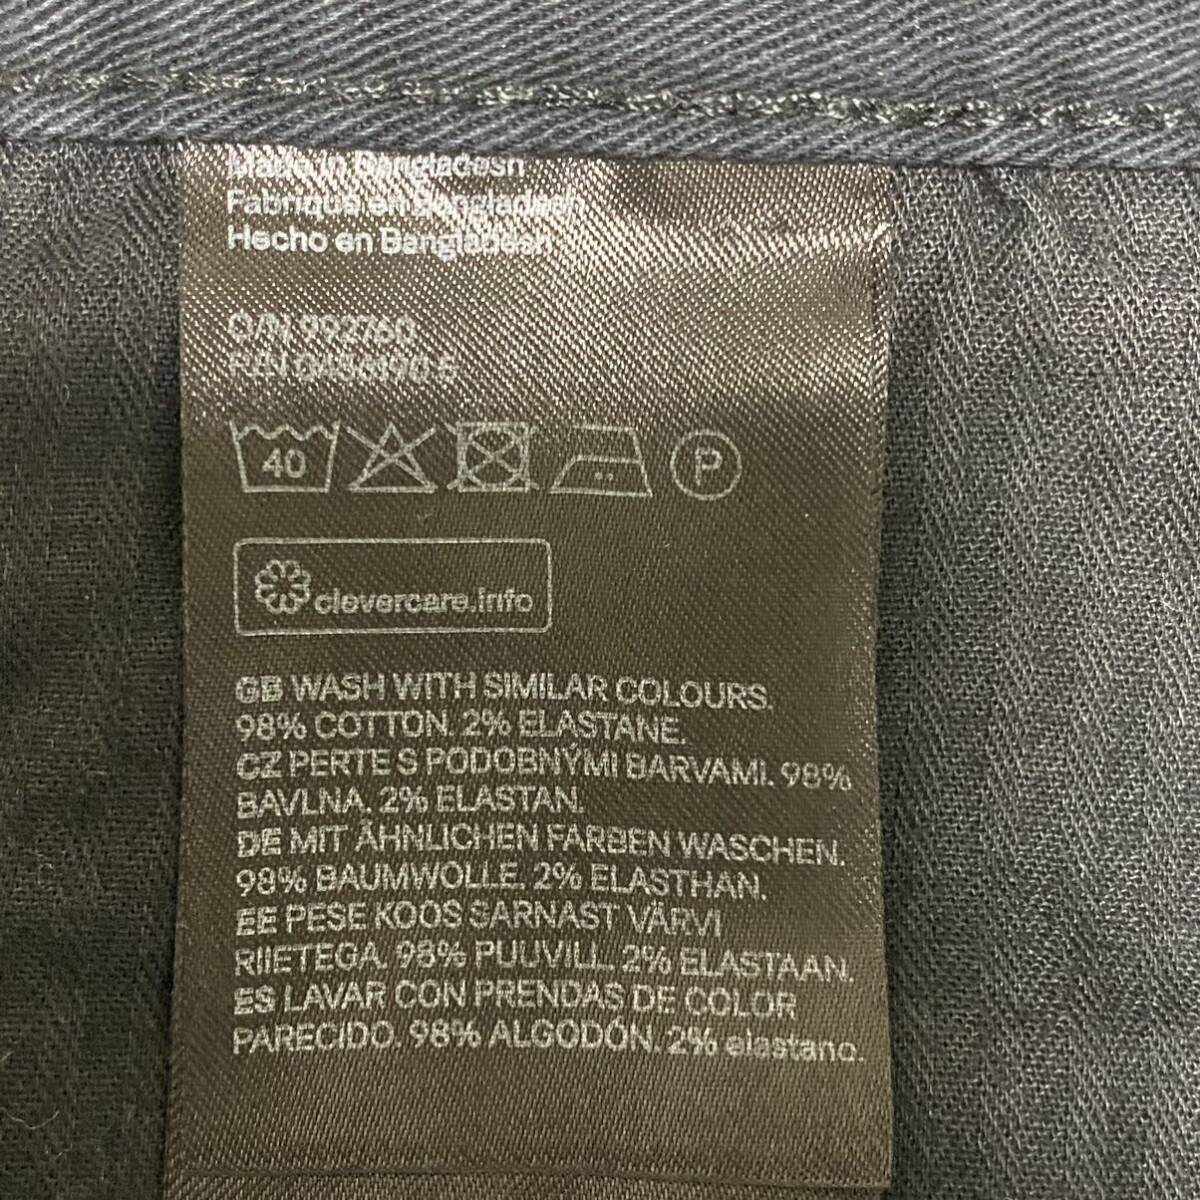 Made in Bangladesh
Fabriqué en Bangladesh
Hecho en Bangladesh
O/N 992760
40
P
clevercare.info
GB WASH WITH SIMILAR COLOURS.
98% COTTON. 2% ELASTANE.
CZ PERTE S PODOBNÝMI BARVAMI. 98%
BAVLNA. 2% ELASTAN.
DE MIT ÄHNLICHEN FARBEN WASCHEN.
98% BAUMWOLLE. 2% ELASTHAN.
EE PESE KOOS SARNAST VÄRVI
RIIETEGA. 98% PUUVILL. 2% ELASTAAN.
ES LAVAR CON PRENDAS DE COLOR
PARECIDO. 98% ALGODÓN. 2% elastano.